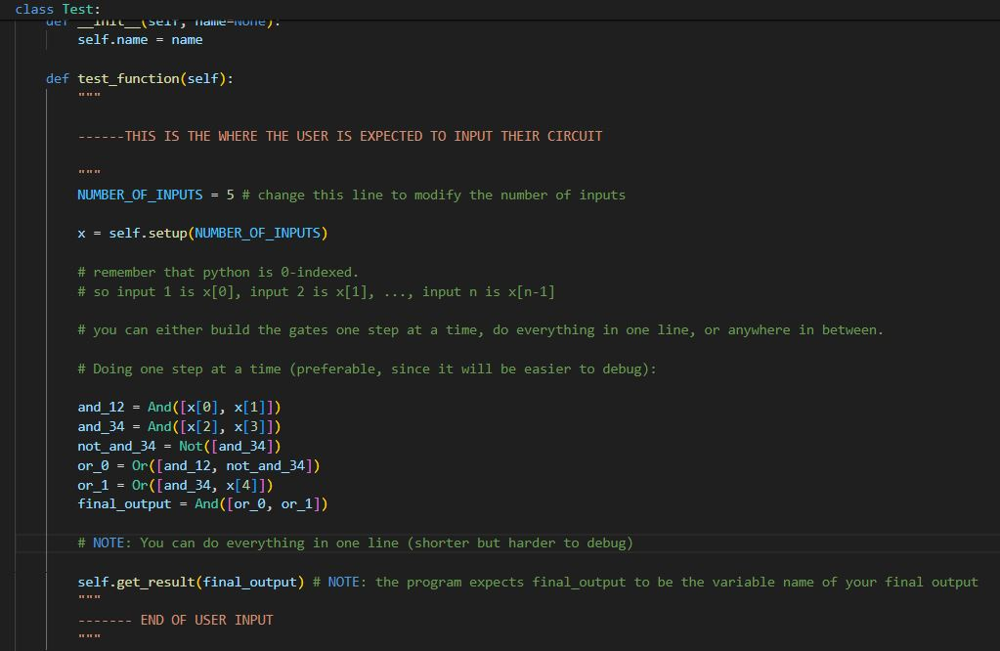 class Test:
def __init__(self, name=None):
self.name = name
def test_function(self):
"""
------THIS IS THE WHERE THE USER IS EXPECTED TO INPUT THEIR CIRCUIT
"""
NUMBER_OF_INPUTS = 5 # change this line to modify the number of inputs
x = self.setup(NUMBER_OF_INPUTS)
# remember that python is 0-indexed.
# so input 1 is x[0], input 2 is x[1], ..., input n is x[n-1]
# you can either build the gates one step at a time, do everything in one line, or anywhere in between.
# Doing one step at a time (preferable, since it will be easier to debug):
and_12 = And([x[0], x[1]])
and_34 = And([x[2], x[3]])
not_and_34 = Not([and_34])
or_0 = Or([and_12, not_and_34])
or_1 = Or([and_34, x[4]])
final_output = And([or_0, or_1])
# NOTE: You can do everything in one line (shorter but harder to debug)
self.get_result(final_output) # NOTE: the program expects final_output to be the variable name of your final output
"""
------- END OF USER INPUT
"""